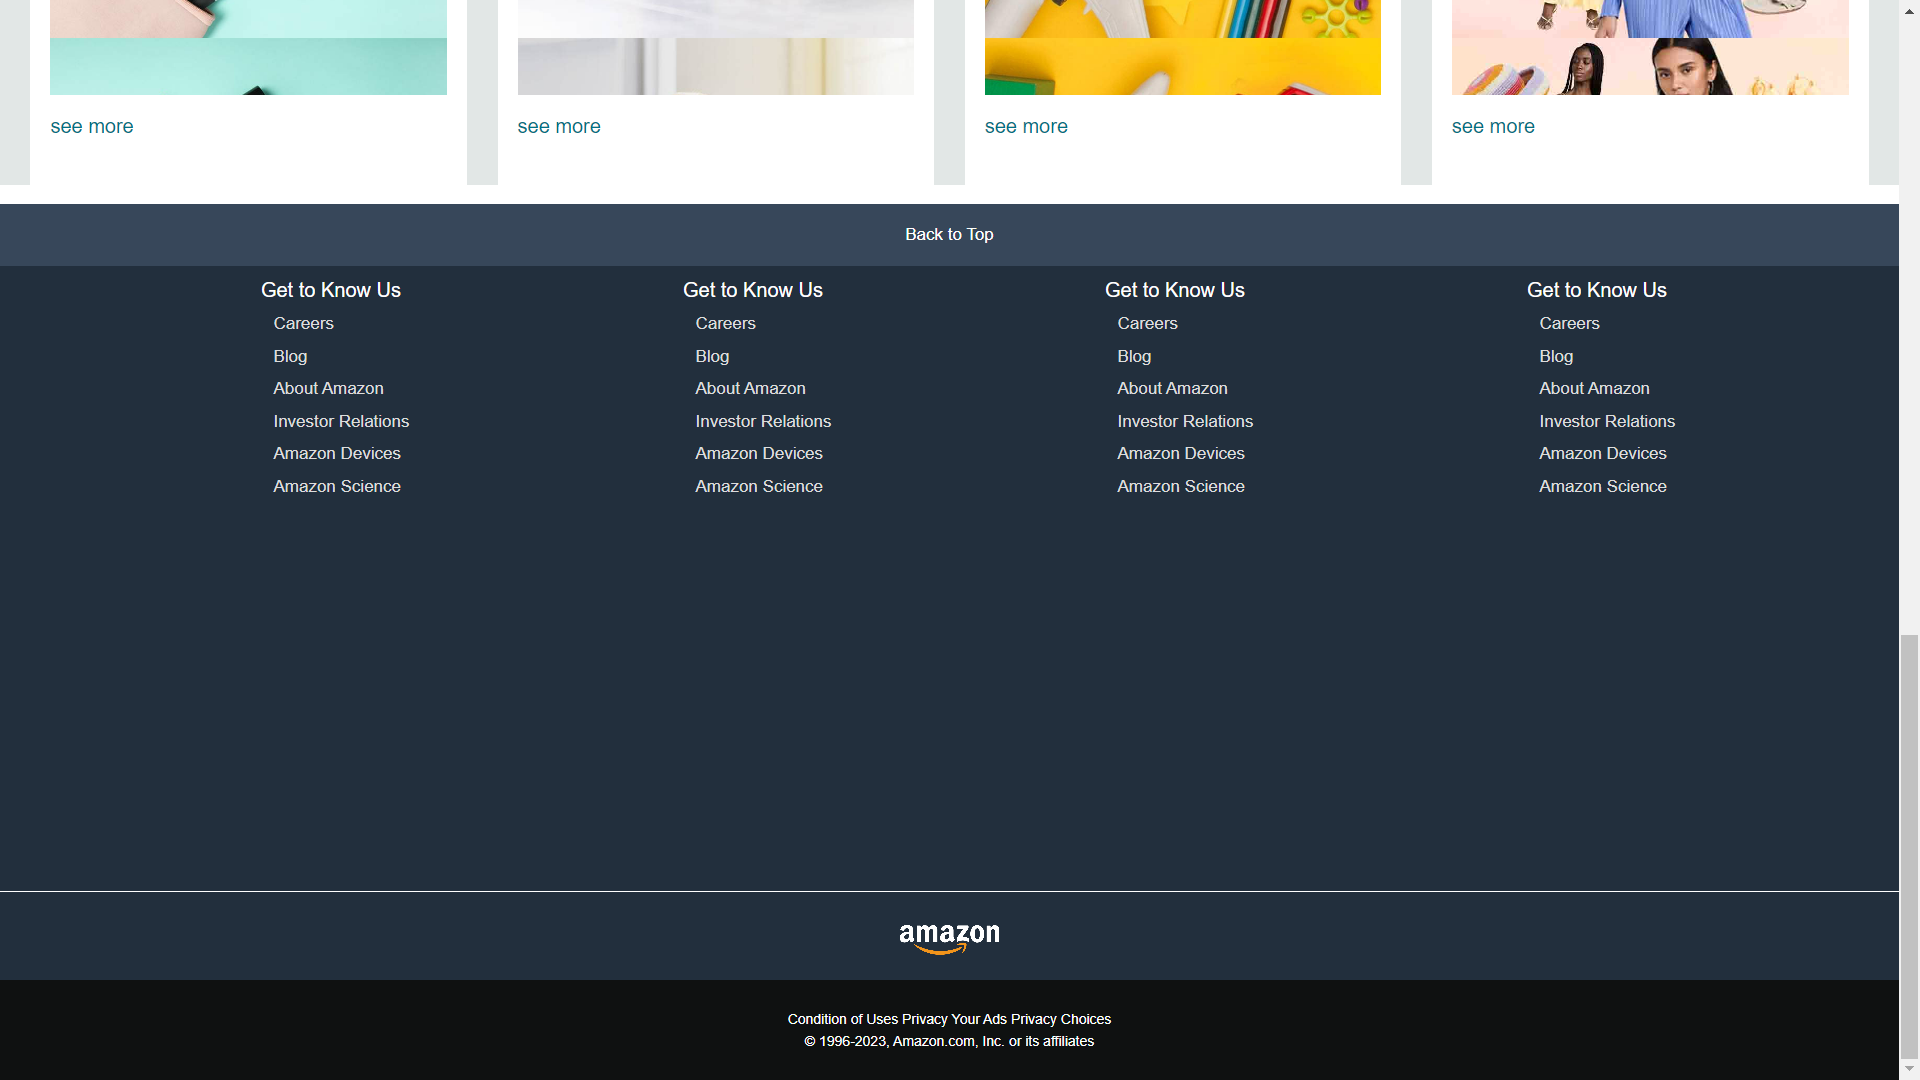 see more see more see more see more
Back to Top
Get to Know Us Get to Know Us Get to Know Us Get to Know Us
Careers Careers Careers Careers
Blog Blog Blog Blog
About Amazon About Amazon About Amazon About Amazon
Investor Relations Investor Relations Investor Relations Investor Relations
Amazon Devices Amazon Devices Amazon Devices Amazon Devices
Amazon Science Amazon Science Amazon Science Amazon Science
amazon
Condition of Uses Privacy Your Ads Privacy Choices
© 1996-2023, Amazon.com, Inc. or its affiliates